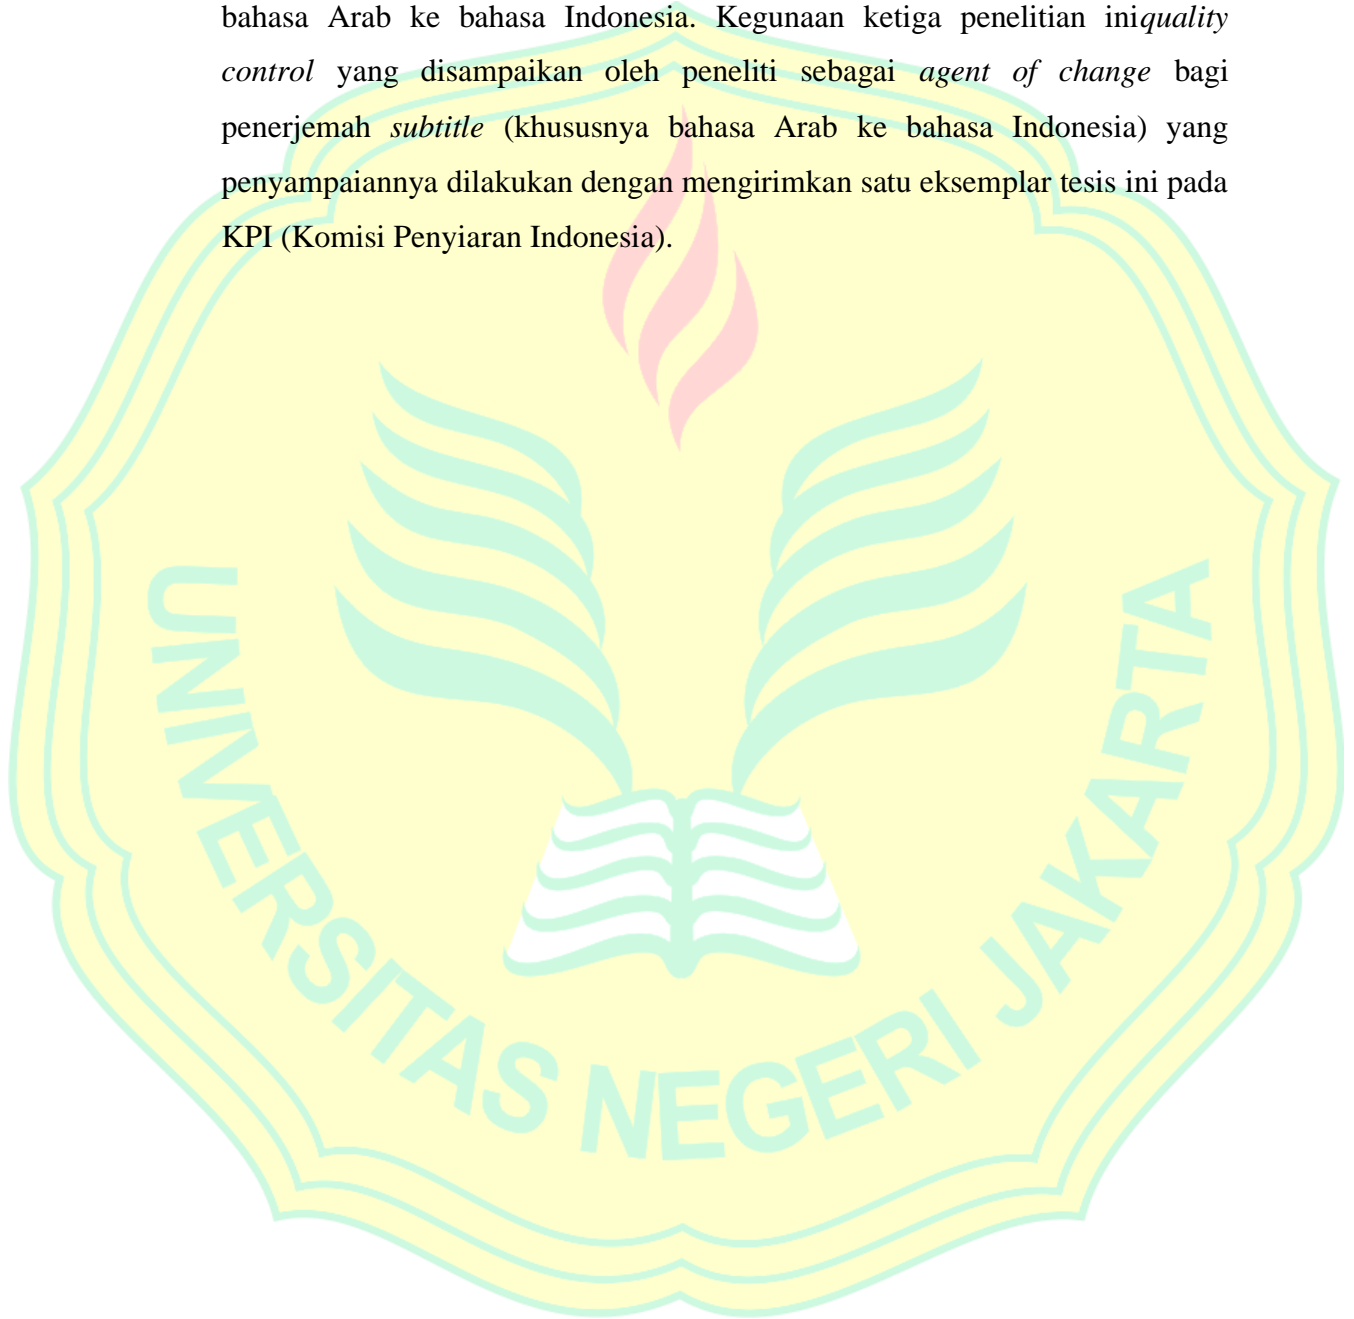 bahasa Arab ke bahasa Indonesia. Kegunaan ketiga penelitian iniquality
control yang disampaikan oleh peneliti sebagai agent of change bagi
penerjemah subtitle (khususnya bahasa Arab ke bahasa Indonesia) yang
penyampaiannya dilakukan dengan mengirimkan satu eksemplar tesis ini pada
KPI (Komisi Penyiaran Indonesia).
UNIVERSITAS NEGERI JAKARTA